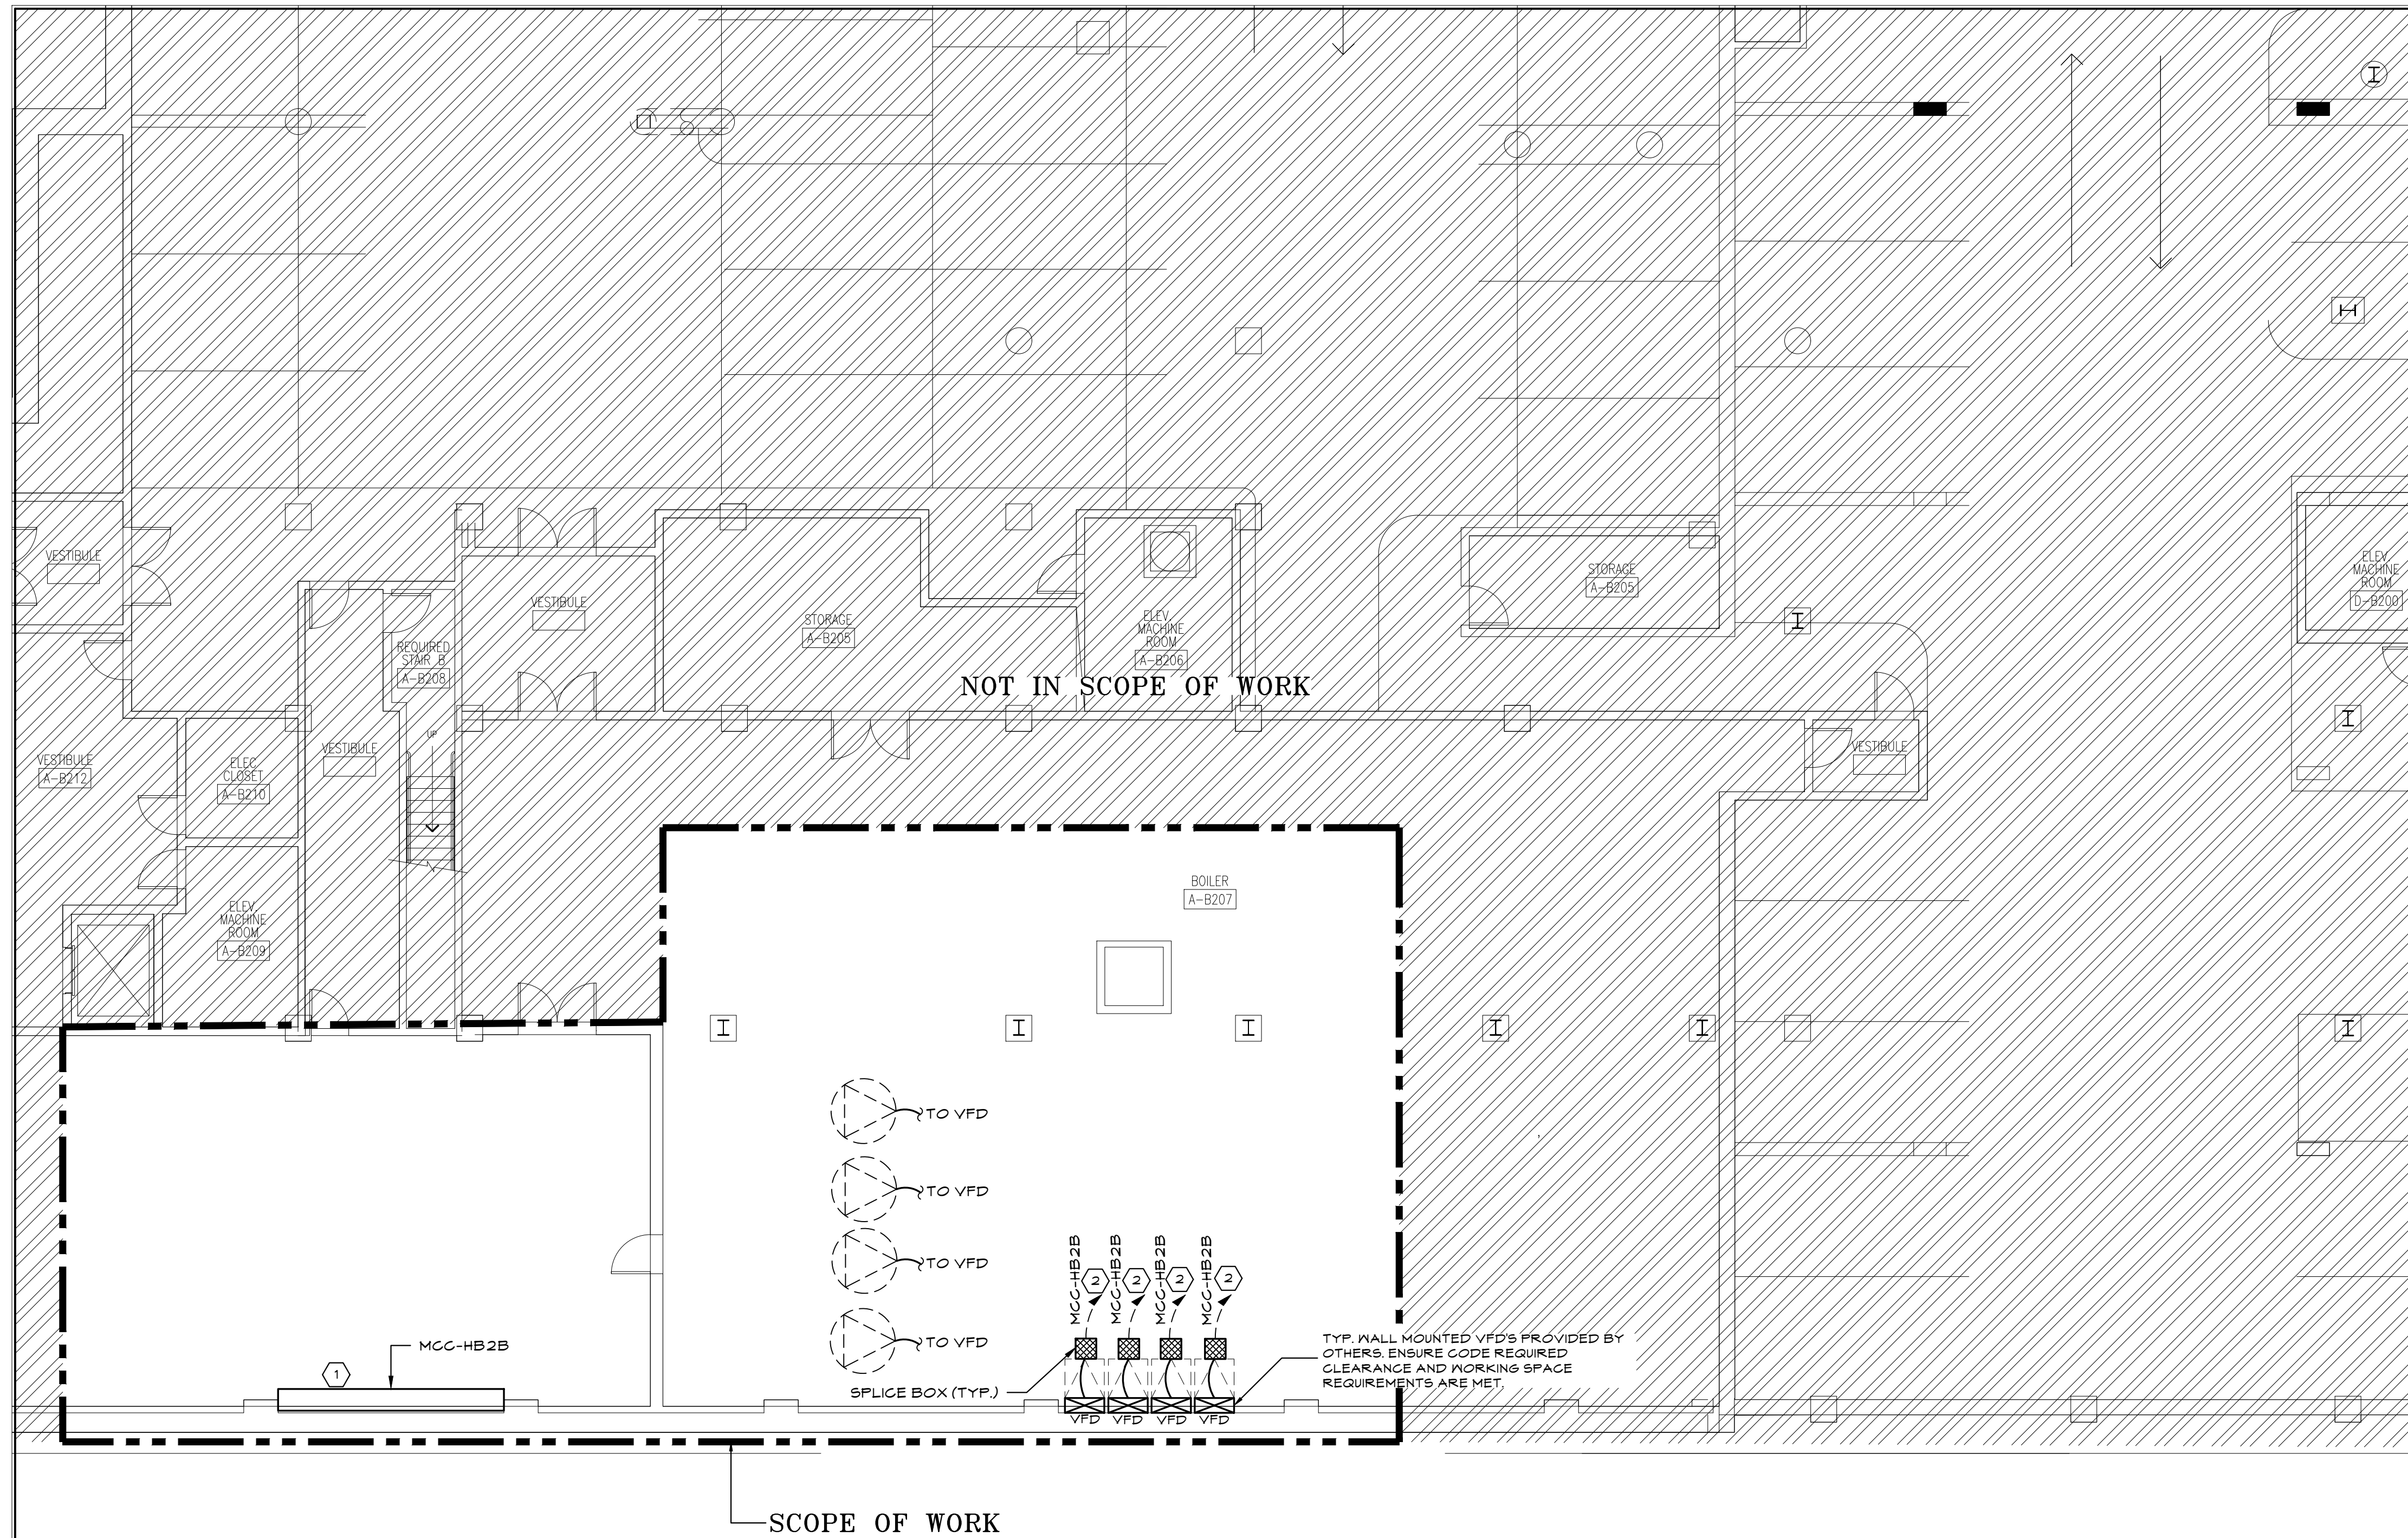 VESTIBULE
VESTIBULE
STORAGE
A-B205
ELEV.
MACHINE
ROOM
A-B206
STORAGE
A-B205
ELEV.
MACHINE
ROOM
D-B200
REQUIRED
STAIR B
A-B208
NOT IN SCOPE OF WORK
UP
VESTIBULE
A-B212
ELEC
CLOSET
A-B210
VESTIBULE
VESTIBULE
BOILER
A-B207
ELEV.
MACHINE
ROOM
A-B209
TO VFD
TO VFD
TO VFD
TO VFD
MCC-HB2B
2
MCC-HB2B
2
MCC-HB2B
2
MCC-HB2B
2
MCC-HB2B
1
SPLICE BOX (TYP.)
TYP. WALL MOUNTED VFD'S PROVIDED BY
OTHERS. ENSURE CODE REQUIRED
CLEARANCE AND WORKING SPACE
REQUIREMENTS ARE MET.
VFD
VFD
VFD
VFD
SCOPE OF WORK